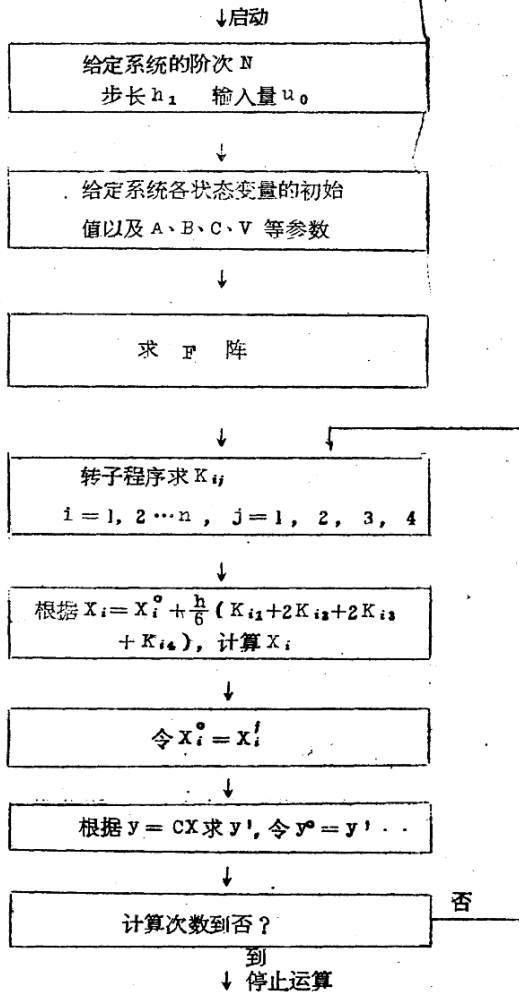 ↓启动
给定系统的阶次 N
步长 h₁ 输入量 u₀
↓
给定系统各状态变量的初始
值以及 A、B、C、V 等参数
↓
求 F 阵
↓
转子程序求 Kᵢⱼ
i=1, 2…n, j=1, 2, 3, 4
↓
根据 Xᵢ=Xᵢ⁰+h/6(Kᵢ₁+2Kᵢ₂+2Kᵢ₃
+Kᵢ₄), 计算 Xᵢ
↓
令 Xᵢ⁰=Xᵢ′
↓
根据 y=CX 求 y', 令 y⁰=y'
↓
计算次数到否?
否
到
↓ 停止运算